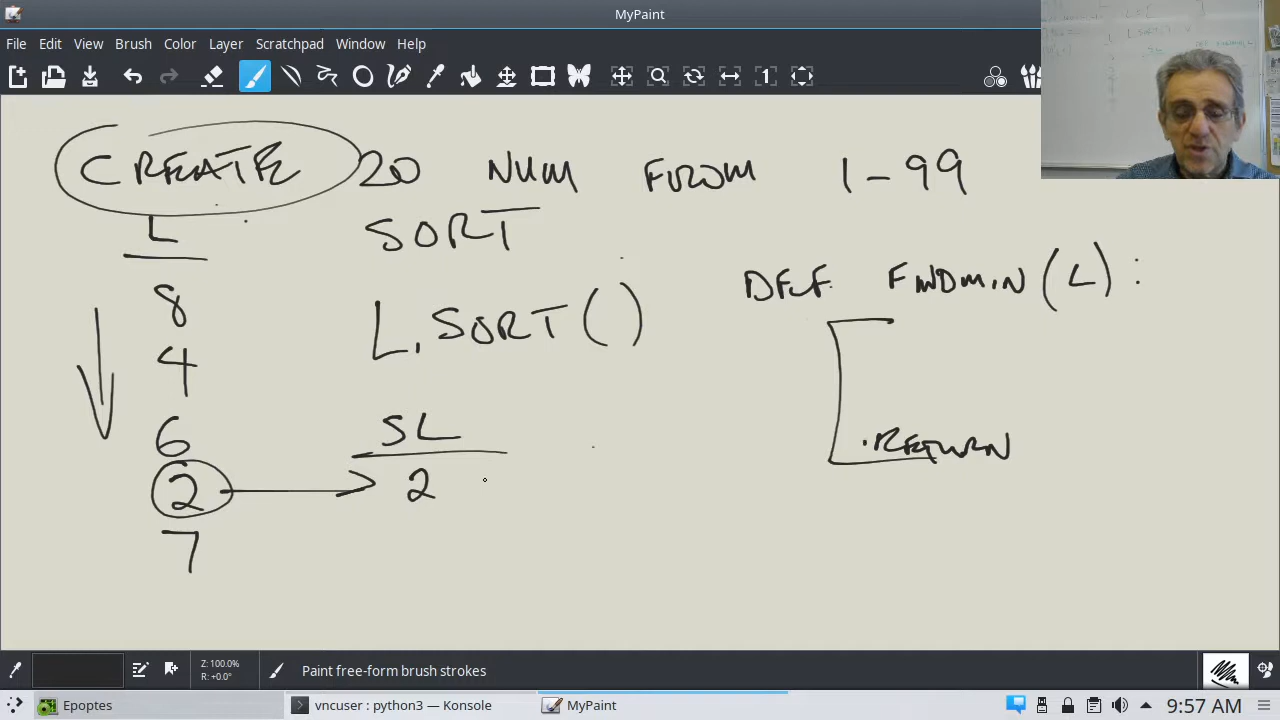 MyPaint
File Edit View Brush Color Layer Scratchpad Window Help
CREATE 20 NUM FROM 1-99
L
SORT
8
DEF FINDMIN(L):
L.SORT()
4
6
SL
RETURN
2
2
7
Z: 100.0%
R: +0.0°
Paint free-form brush strokes
Epoptes
vncuser : python3 — Konsole
MyPaint
9:57 AM